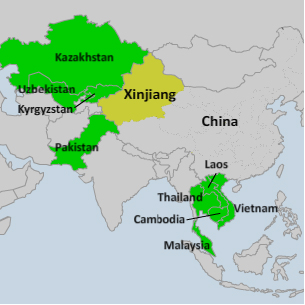 Kazakhstan
Uzbekistan
Xinjiang
Kyrgyzstan
China
Pakistan
Laos
Thailand
Vietnam
Cambodia
Malaysia